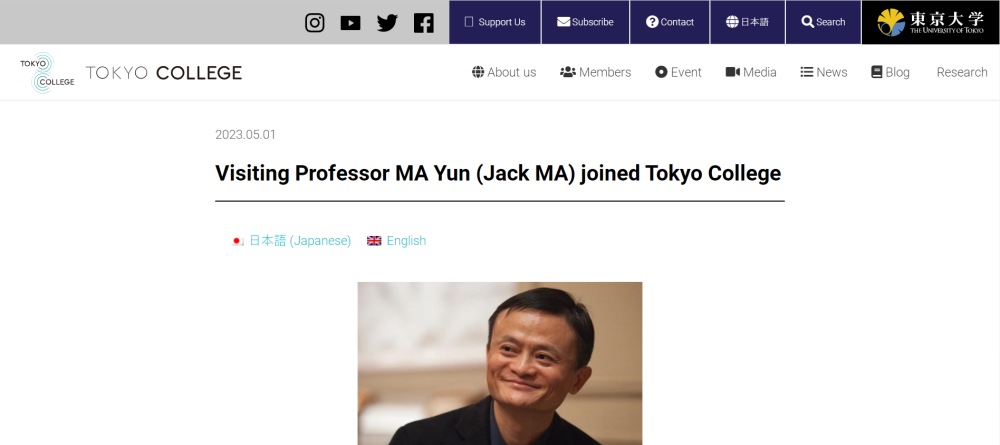 Support Us
Subscribe
Contact
日本語
Search
東京大学
THE UNIVERSITY OF TOKYO
TOKYO
COLLEGE
TOKYO COLLEGE
About us
Members
Event
Media
News
Blog
Research
2023.05.01
Visiting Professor MA Yun (Jack MA) joined Tokyo College
日本語 (Japanese)
English